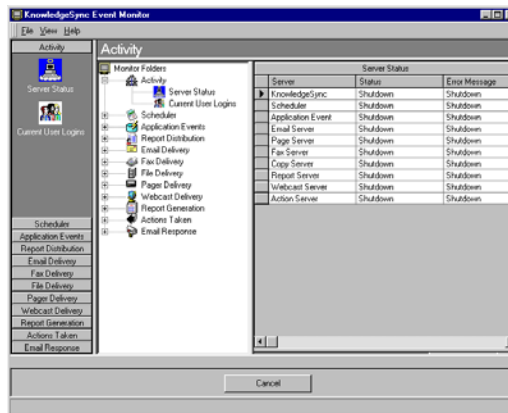 KnowledgeSync Event Monitor
File View Help
Activity
Server Status
Current User Logins
Scheduler
Application Events
Report Distribution
Email Delivery
Fax Delivery
File Delivery
Pager Delivery
Webcast Delivery
Report Generation
Actions Taken
Email Response
Activity
Monitor Folders
Activity
Server Status
Current User Logins
Scheduler
Application Events
Report Distribution
Email Delivery
Fax Delivery
File Delivery
Pager Delivery
Webcast Delivery
Report Generation
Actions Taken
Email Response
Server Status
Server Status Error Message
KnowledgeSync Shutdown Shutdown
Scheduler Shutdown Shutdown
Application Event Shutdown Shutdown
Email Server Shutdown Shutdown
Page Server Shutdown Shutdown
Fax Server Shutdown Shutdown
Copy Server Shutdown Shutdown
Report Server Shutdown Shutdown
Webcast Server Shutdown Shutdown
Action Server Shutdown Shutdown
Cancel